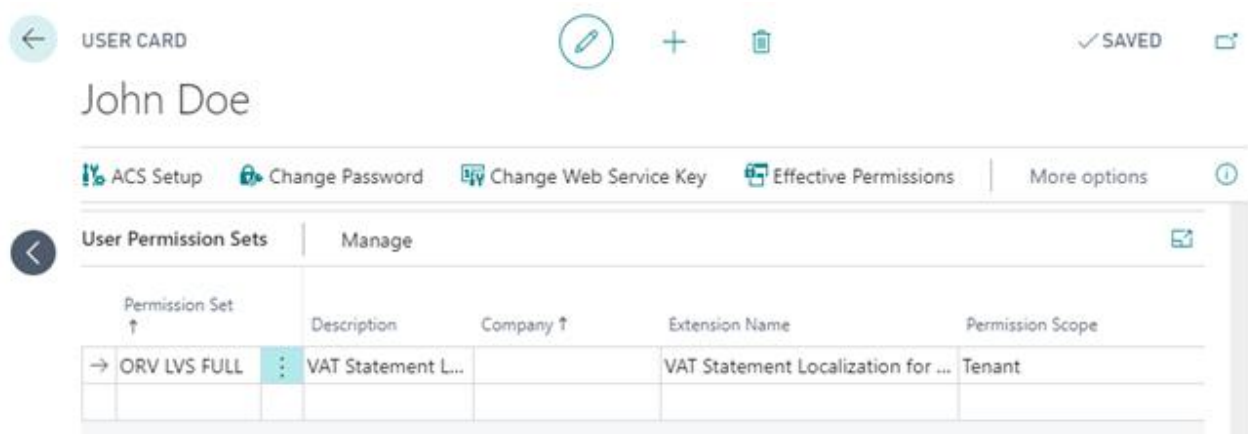 USER CARD
✓ SAVED
John Doe
ACS Setup Change Password Change Web Service Key Effective Permissions More options
User Permission Sets Manage
Permission Set ↑ Description Company ↑ Extension Name Permission Scope
→ ORV LVS FULL VAT Statement L... VAT Statement Localization for ... Tenant